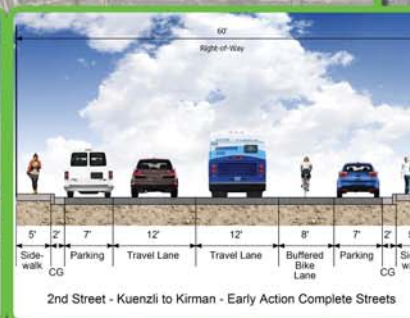 60'
Right-of-Way
5' 2' 7' 12' 12' 8' 7' 2'
Side-walk
CG
Parking
Travel Lane
Travel Lane
Buffered
Bike
Lane
Parking
CG
2nd Street - Kuenzli to Kirman - Early Action Complete Streets